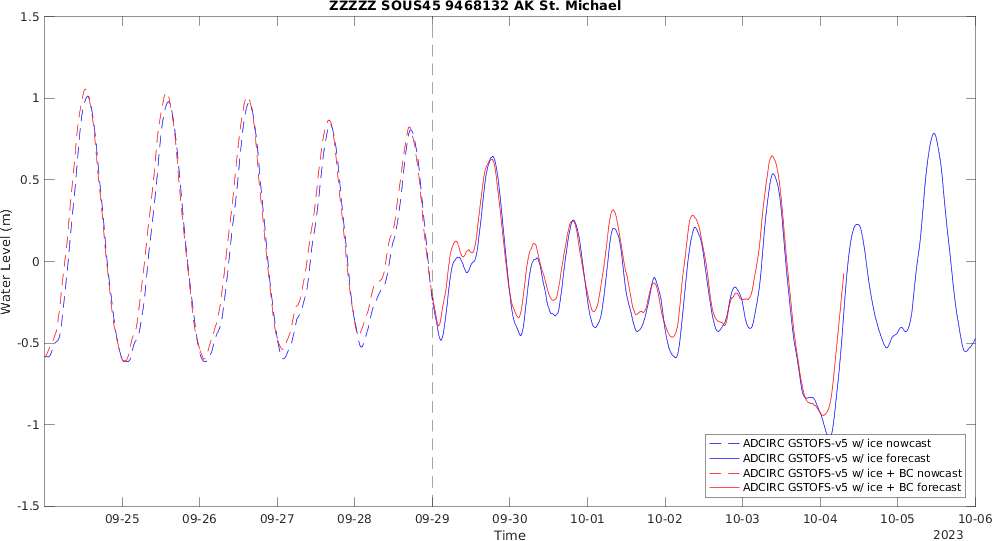 ZZZZZ SOUS45 9468132 AK St. Michael
1.5
1
0.5
0
-0.5
-1
-1.5
Water Level (m)
09-25 09-26 09-27 09-28 09-29 09-30 10-01 10-02 10-03 10-04 10-05 10-06
Time
2023
ADCIRC GSTOFS-v5 w/ ice nowcast
ADCIRC GSTOFS-v5 w/ ice forecast
ADCIRC GSTOFS-v5 w/ ice + BC nowcast
ADCIRC GSTOFS-v5 w/ ice + BC forecast